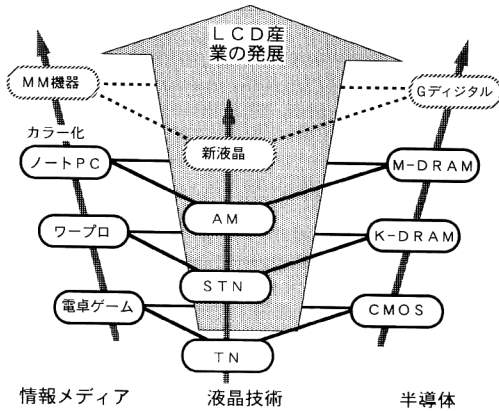 LCD産
業の発展
MM機器
Gディジタル
カラー化
新液晶
ノートPC
M-DRAM
AM
ワープロ
K-DRAM
STN
電卓ゲーム
CMOS
TN
情報メディア
液晶技術
半導体